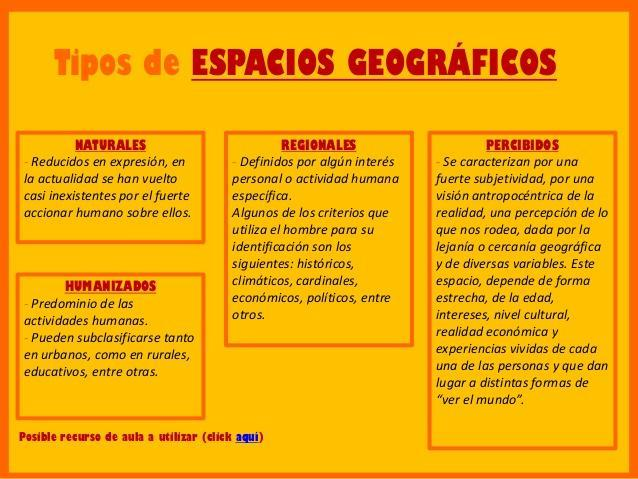 Tipos de ESPACIOS GEOGRÁFICOS
NATURALES
- Reducidos en expresión, en
la actualidad se han vuelto
casi inexistentes por el fuerte
accionar humano sobre ellos.
HUMANIZADOS
- Predominio de las
actividades humanas.
- Pueden subclasificarse tanto
en urbanos, como en rurales,
educativos, entre otras.
REGIONALES
- Definidos por algún interés
personal o actividad humana
específica.
Algunos de los criterios que
utiliza el hombre para su
identificación son los
siguientes: históricos,
climáticos, cardinales,
económicos, políticos, entre
otros.
PERCIBIDOS
- Se caracterizan por una
fuerte subjetividad, por una
visión antropocéntrica de la
realidad, una percepción de lo
que nos rodea, dada por la
lejanía o cercanía geográfica
y de diversas variables. Este
espacio, depende de forma
estrecha, de la edad,
intereses, nivel cultural,
realidad económica y
experiencias vividas de cada
una de las personas y que dan
lugar a distintas formas de
“ver el mundo”.
Posible recurso de aula a utilizar (click aquí)